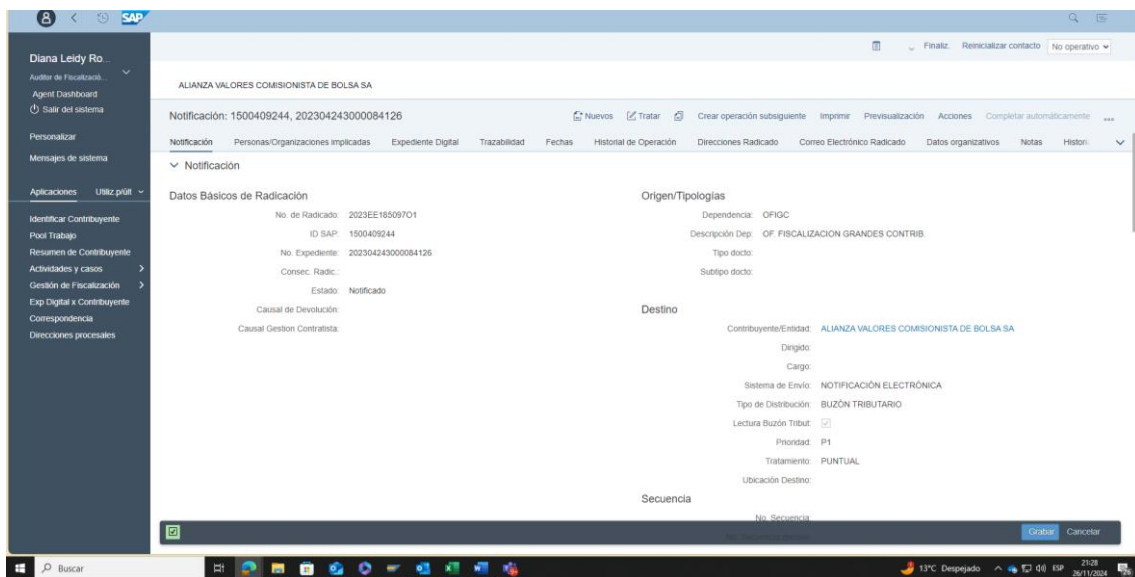 SAP
Diana Leidy Ro...
Auditor de Fiscalizació...
Agent Dashboard
Salir del sistema
Personalizar
Mensajes de sistema
Aplicaciones Utiliz.p/últ
Identificar Contribuyente
Pool Trabajo
Resumen de Contribuyente
Actividades y casos
Gestión de Fiscalización
Exp Digital x Contribuyente
Correspondencia
Direcciones procesales
Finaliz. Reinicializar contacto No operativo
ALIANZA VALORES COMISIONISTA DE BOLSA SA
Notificación: 1500409244, 202304243000084126
Nuevos Tratar Crear operación subsiguiente Imprimir Previsualización Acciones Completar automáticamente ...
Notificación Personas/Organizaciones implicadas Expediente Digital Trazabilidad Fechas Historial de Operación Direcciones Radicado Correo Electrónico Radicado Datos organizativos Notas Histori
Notificación
Datos Básicos de Radicación
No. de Radicado: 2023EE185097O1
ID SAP: 1500409244
No. Expediente: 202304243000084126
Consec. Radic.:
Estado: Notificado
Causal de Devolución:
Causal Gestion Contratista:
Origen/Tipologías
Dependencia: OFIGC
Descripción Dep: OF. FISCALIZACION GRANDES CONTRIB.
Tipo docto:
Subtipo docto:
Destino
Contribuyente/Entidad: ALIANZA VALORES COMISIONISTA DE BOLSA SA
Dirigido:
Cargo:
Sistema de Envío: NOTIFICACIÓN ELECTRÓNICA
Tipo de Distribución: BUZÓN TRIBUTARIO
Lectura Buzón Tribut:
Prioridad: P1
Tratamiento: PUNTUAL
Ubicación Destino:
Secuencia
No. Secuencia:
Grabar Cancelar
Buscar
13°C Despejado ESP 21:28
26/11/2024